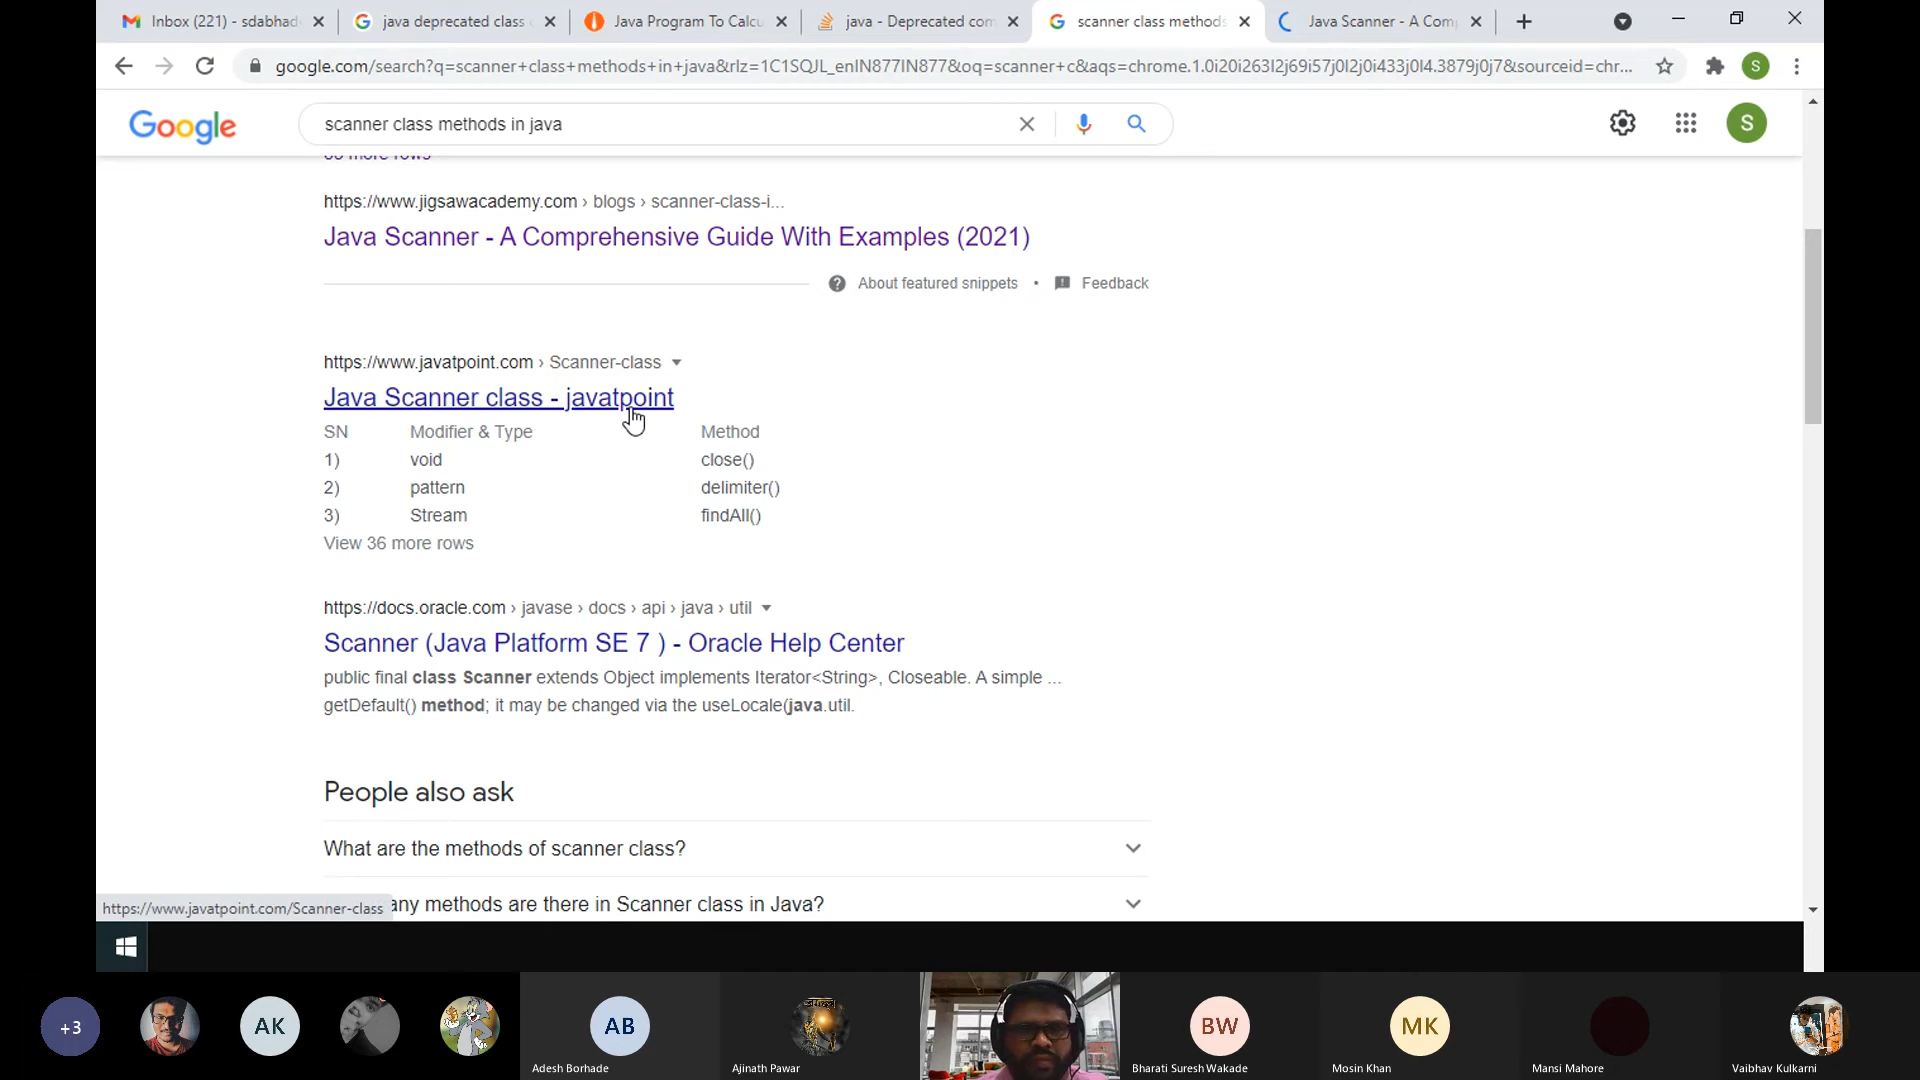 Inbox (221) - sdabhad
java deprecated class
Java Program To Calcu
java - Deprecated com
scanner class methods
Java Scanner - A Com
google.com/search?q=scanner+class+methods+in+java&rlz=1C1SQJL_enIN877IN877&oq=scanner+c&aqs=chrome.1.0i20i263l2j69i57j0l2j0i433j0l4.3879j0j7&sourceid=chr...
S
Google
scanner class methods in java
S
https://www.jigsawacademy.com › blogs › scanner-class-i...
Java Scanner - A Comprehensive Guide With Examples (2021)
About featured snippets • Feedback
https://www.javatpoint.com › Scanner-class
Java Scanner class - javatpoint
SN Modifier & Type Method
1) void close()
2) pattern delimiter()
3) Stream findAll()
View 36 more rows
https://docs.oracle.com › javase › docs › api › java › util
Scanner (Java Platform SE 7 ) - Oracle Help Center
public final class Scanner extends Object implements Iterator<String>, Closeable. A simple ...
getDefault() method; it may be changed via the useLocale(java.util.
People also ask
What are the methods of scanner class?
any methods are there in Scanner class in Java?
https://www.javatpoint.com/Scanner-class
+3
AK
AB
BW
MK
Adesh Borhade
Ajinath Pawar
Bharati Suresh Wakade
Mosin Khan
Mansi Mahore
Vaibhav Kulkarni